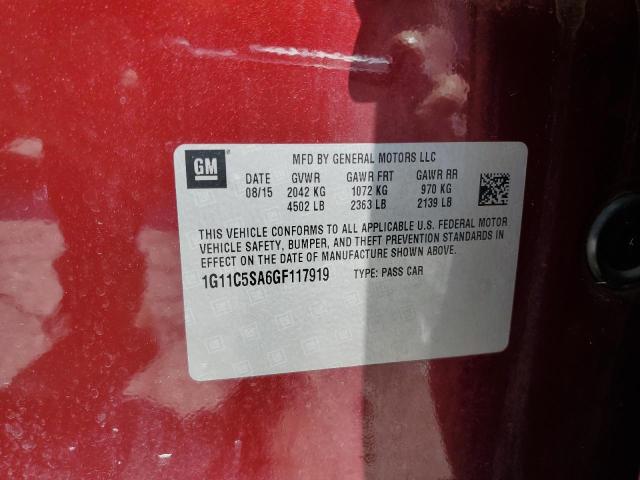 GM
MFD BY GENERAL MOTORS LLC
DATE GVWR GAWR FRT GAWR RR
08/15 2042 KG 1072 KG 970 KG
4502 LB 2363 LB 2139 LB
THIS VEHICLE CONFORMS TO ALL APPLICABLE U.S. FEDERAL MOTOR
VEHICLE SAFETY, BUMPER, AND THEFT PREVENTION STANDARDS IN
EFFECT ON THE DATE OF MANUFACTURE SHOWN ABOVE.
1G11C5SA6GF117919 TYPE: PASS CAR